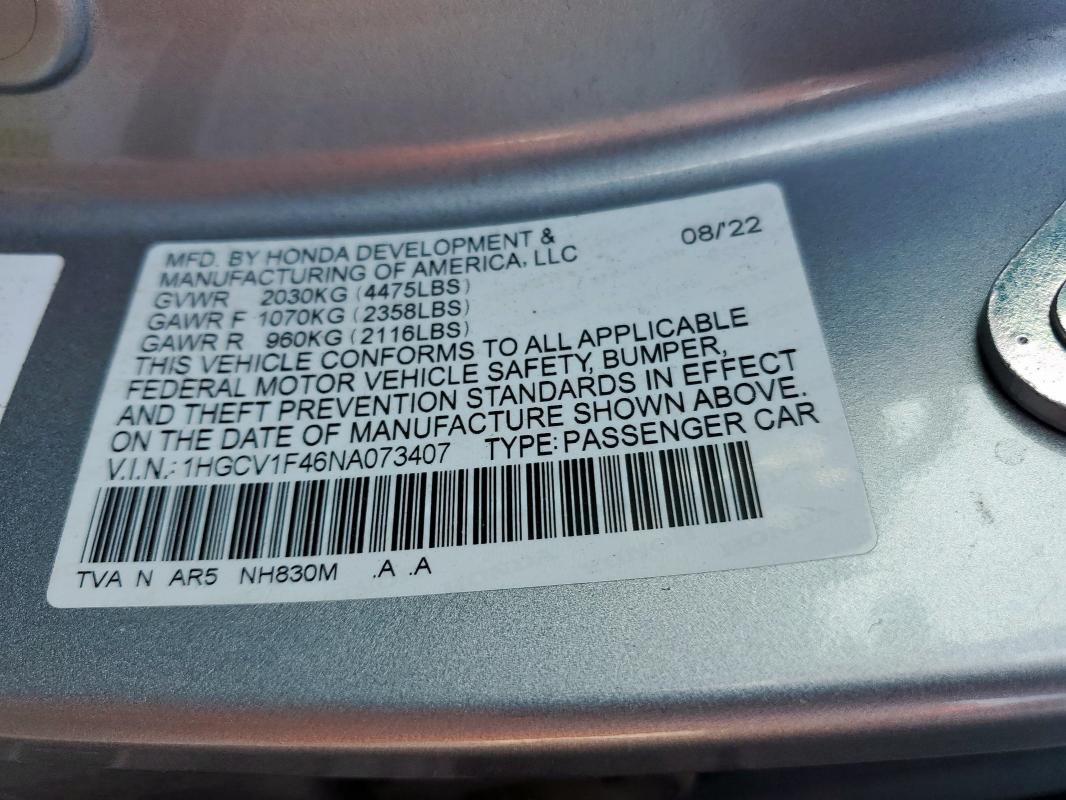 MFD. BY HONDA DEVELOPMENT & 08/'22
MANUFACTURING OF AMERICA, LLC
GVWR 2030KG (4475LBS)
GAWR F 1070KG (2358LBS)
GAWR R 960KG (2116LBS)
THIS VEHICLE CONFORMS TO ALL APPLICABLE
FEDERAL MOTOR VEHICLE SAFETY, BUMPER,
AND THEFT PREVENTION STANDARDS IN EFFECT
ON THE DATE OF MANUFACTURE SHOWN ABOVE.
V.I.N.: 1HGCV1F46NA073407 TYPE: PASSENGER CAR
TVA N AR5 NH830M .A .A